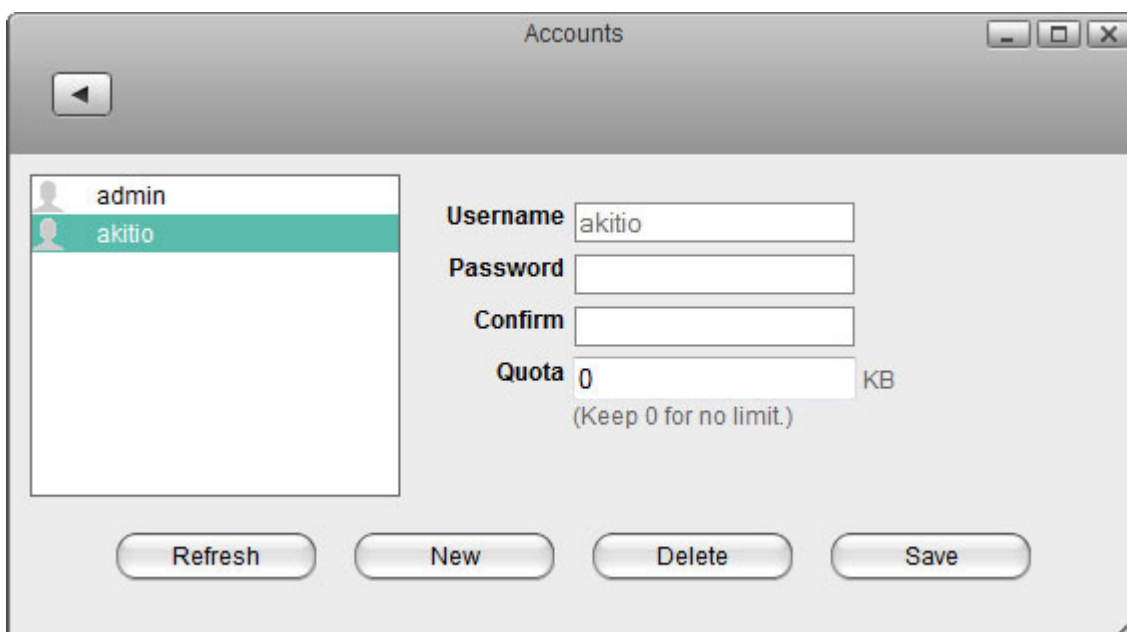 Accounts
admin
akitio
Username akitio
Password
Confirm
Quota 0 KB
(Keep 0 for no limit.)
Refresh New Delete Save